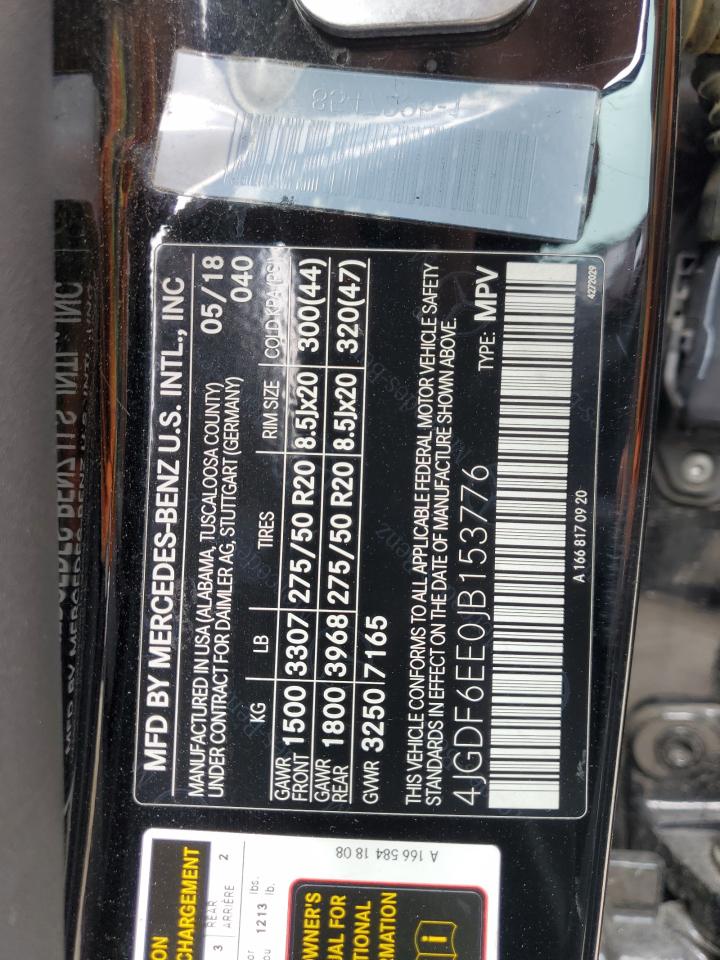 MFD BY MERCEDES-BENZ U.S. INTL., INC
MANUFACTURED IN USA (ALABAMA, TUSCALOOSA COUNTY) 05/18
UNDER CONTRACT FOR DAIMLER AG, STUTTGART (GERMANY) 040
KG LB TIRES RIM SIZE COLD KPA (PSI)
GAWR FRONT 1500 3307 275/50 R20 8.5Jx20 300(44)
GAWR REAR 1800 3968 275/50 R20 8.5Jx20 320(47)
GVWR 3250 7165
THIS VEHICLE CONFORMS TO ALL APPLICABLE FEDERAL MOTOR VEHICLE SAFETY
STANDARDS IN EFFECT ON THE DATE OF MANUFACTURE SHOWN ABOVE.
4JGDF6EE0JB153776 TYPE: MPV
A 166 817 09 20
4272029
A 166 584 18 08
CHARGEMENT
3 REAR 2
ARRIÈRE
1213 lbs.
ou lb.